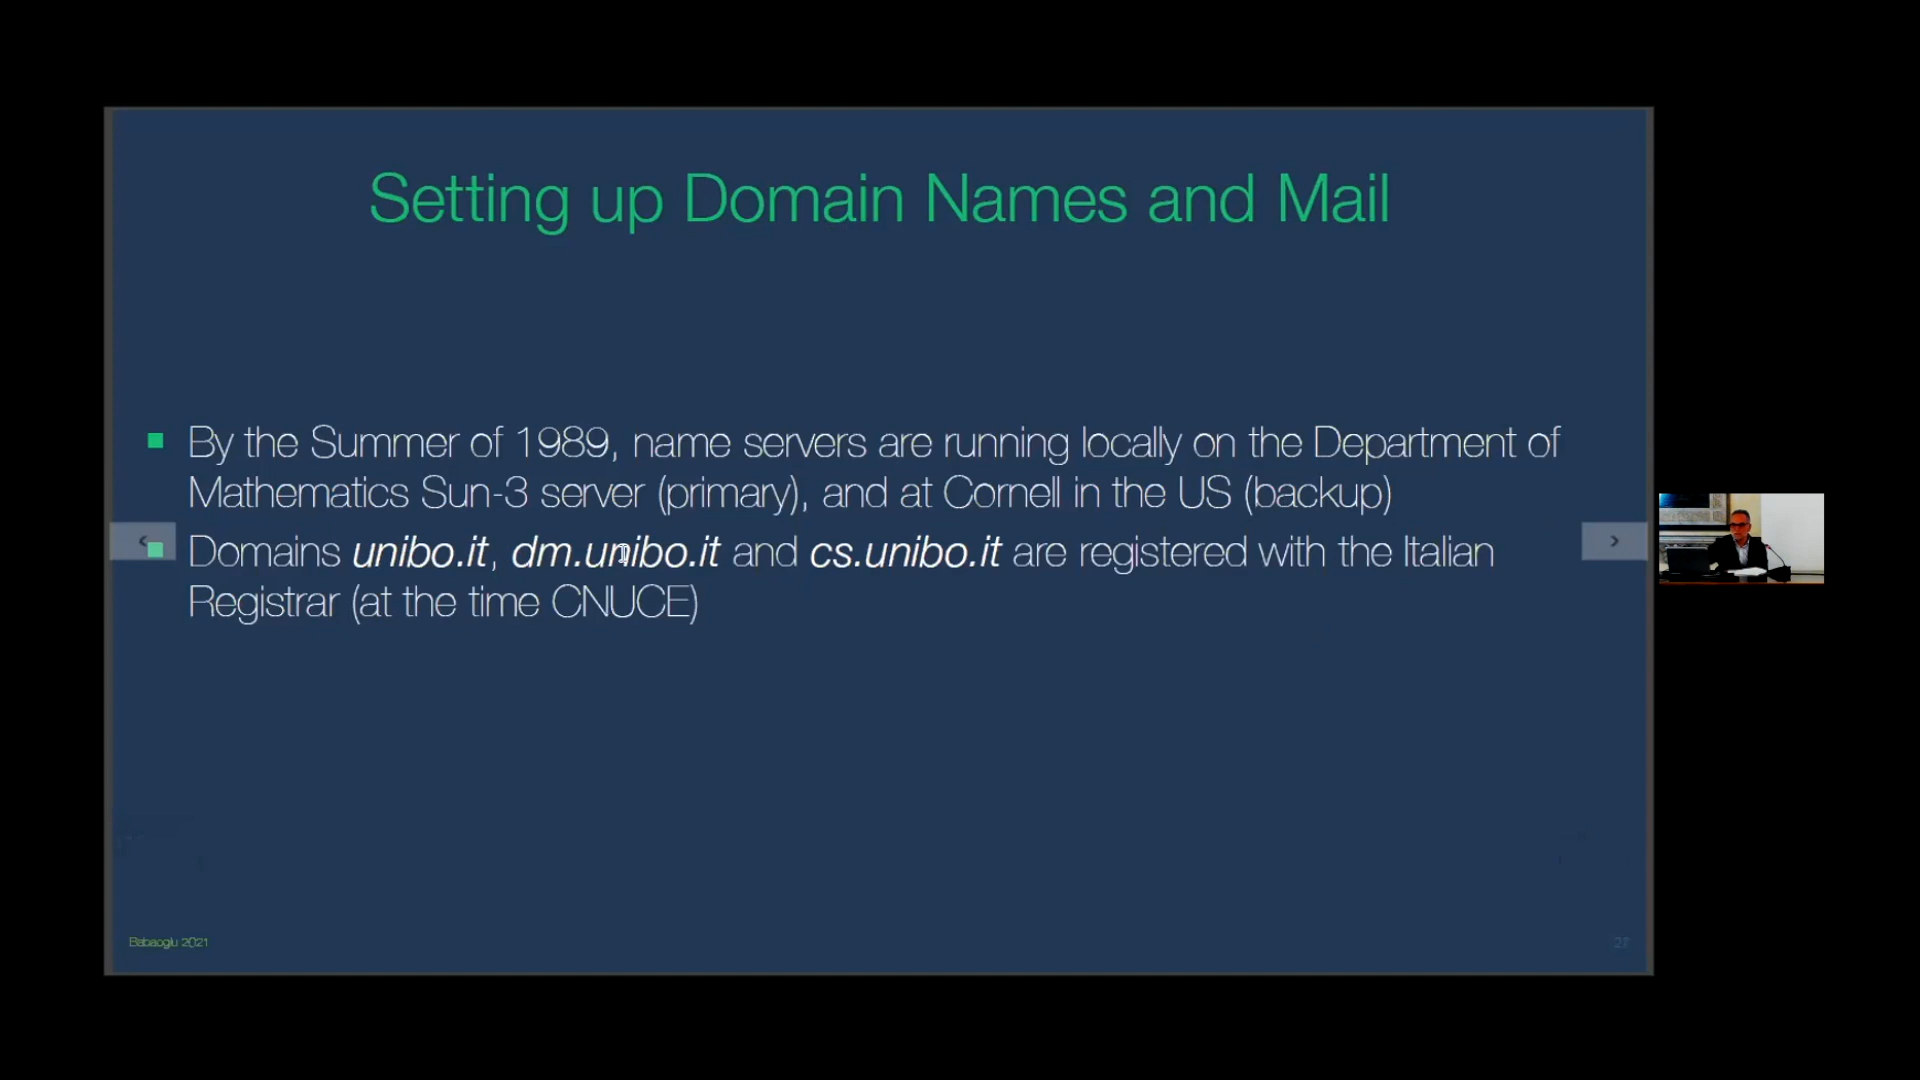 Setting up Domain Names and Mail
By the Summer of 1989, name servers are running locally on the Department of
Mathematics Sun-3 server (primary), and at Cornell in the US (backup)
Domains unibo.it, dm.unibo.it and cs.unibo.it are registered with the Italian
Registrar (at the time CNUCE)
Babaoglu 2021
27